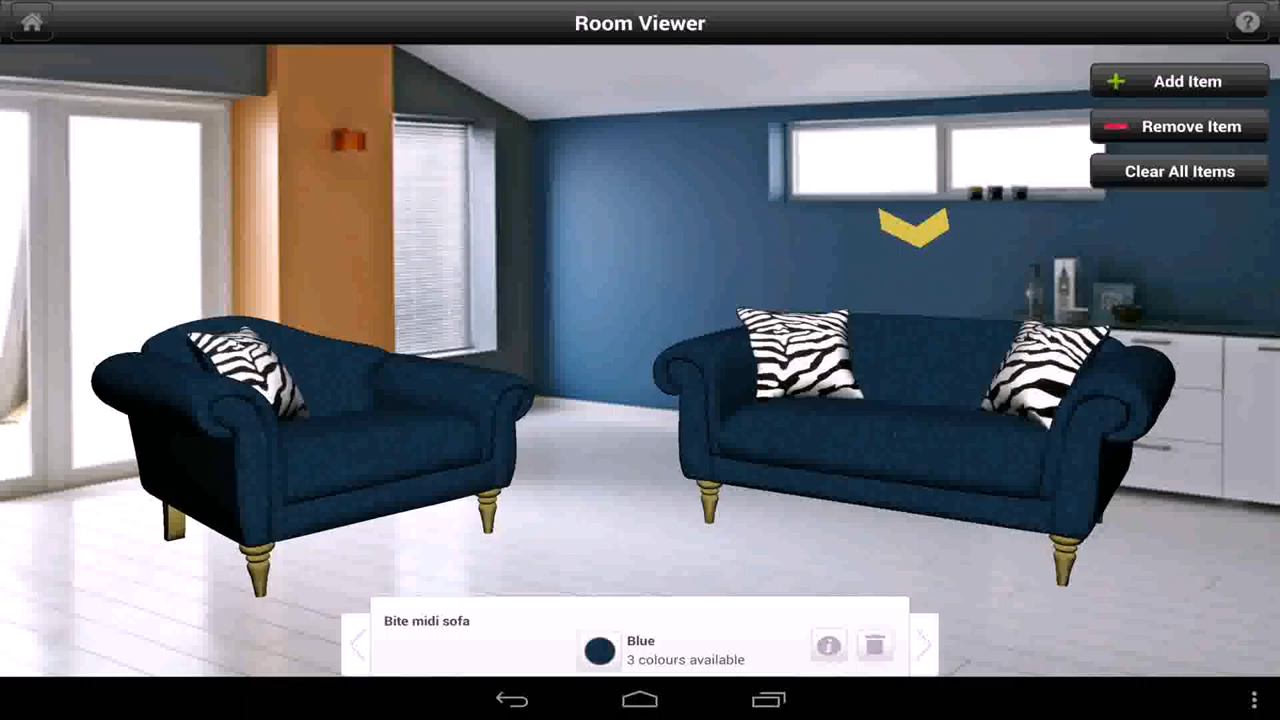 Room Viewer
Add Item
Remove Item
Clear All Items
Bite midi sofa
Blue
3 colours available